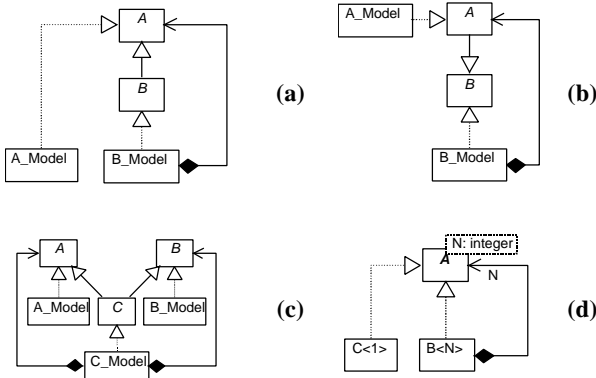 A
B
A_Model
B_Model
(a)
A_Model
A
B
B_Model
(b)
A
B
A_Model
C
B_Model
C_Model
(c)
N: integer
A
N
C<1>
B<N>
(d)